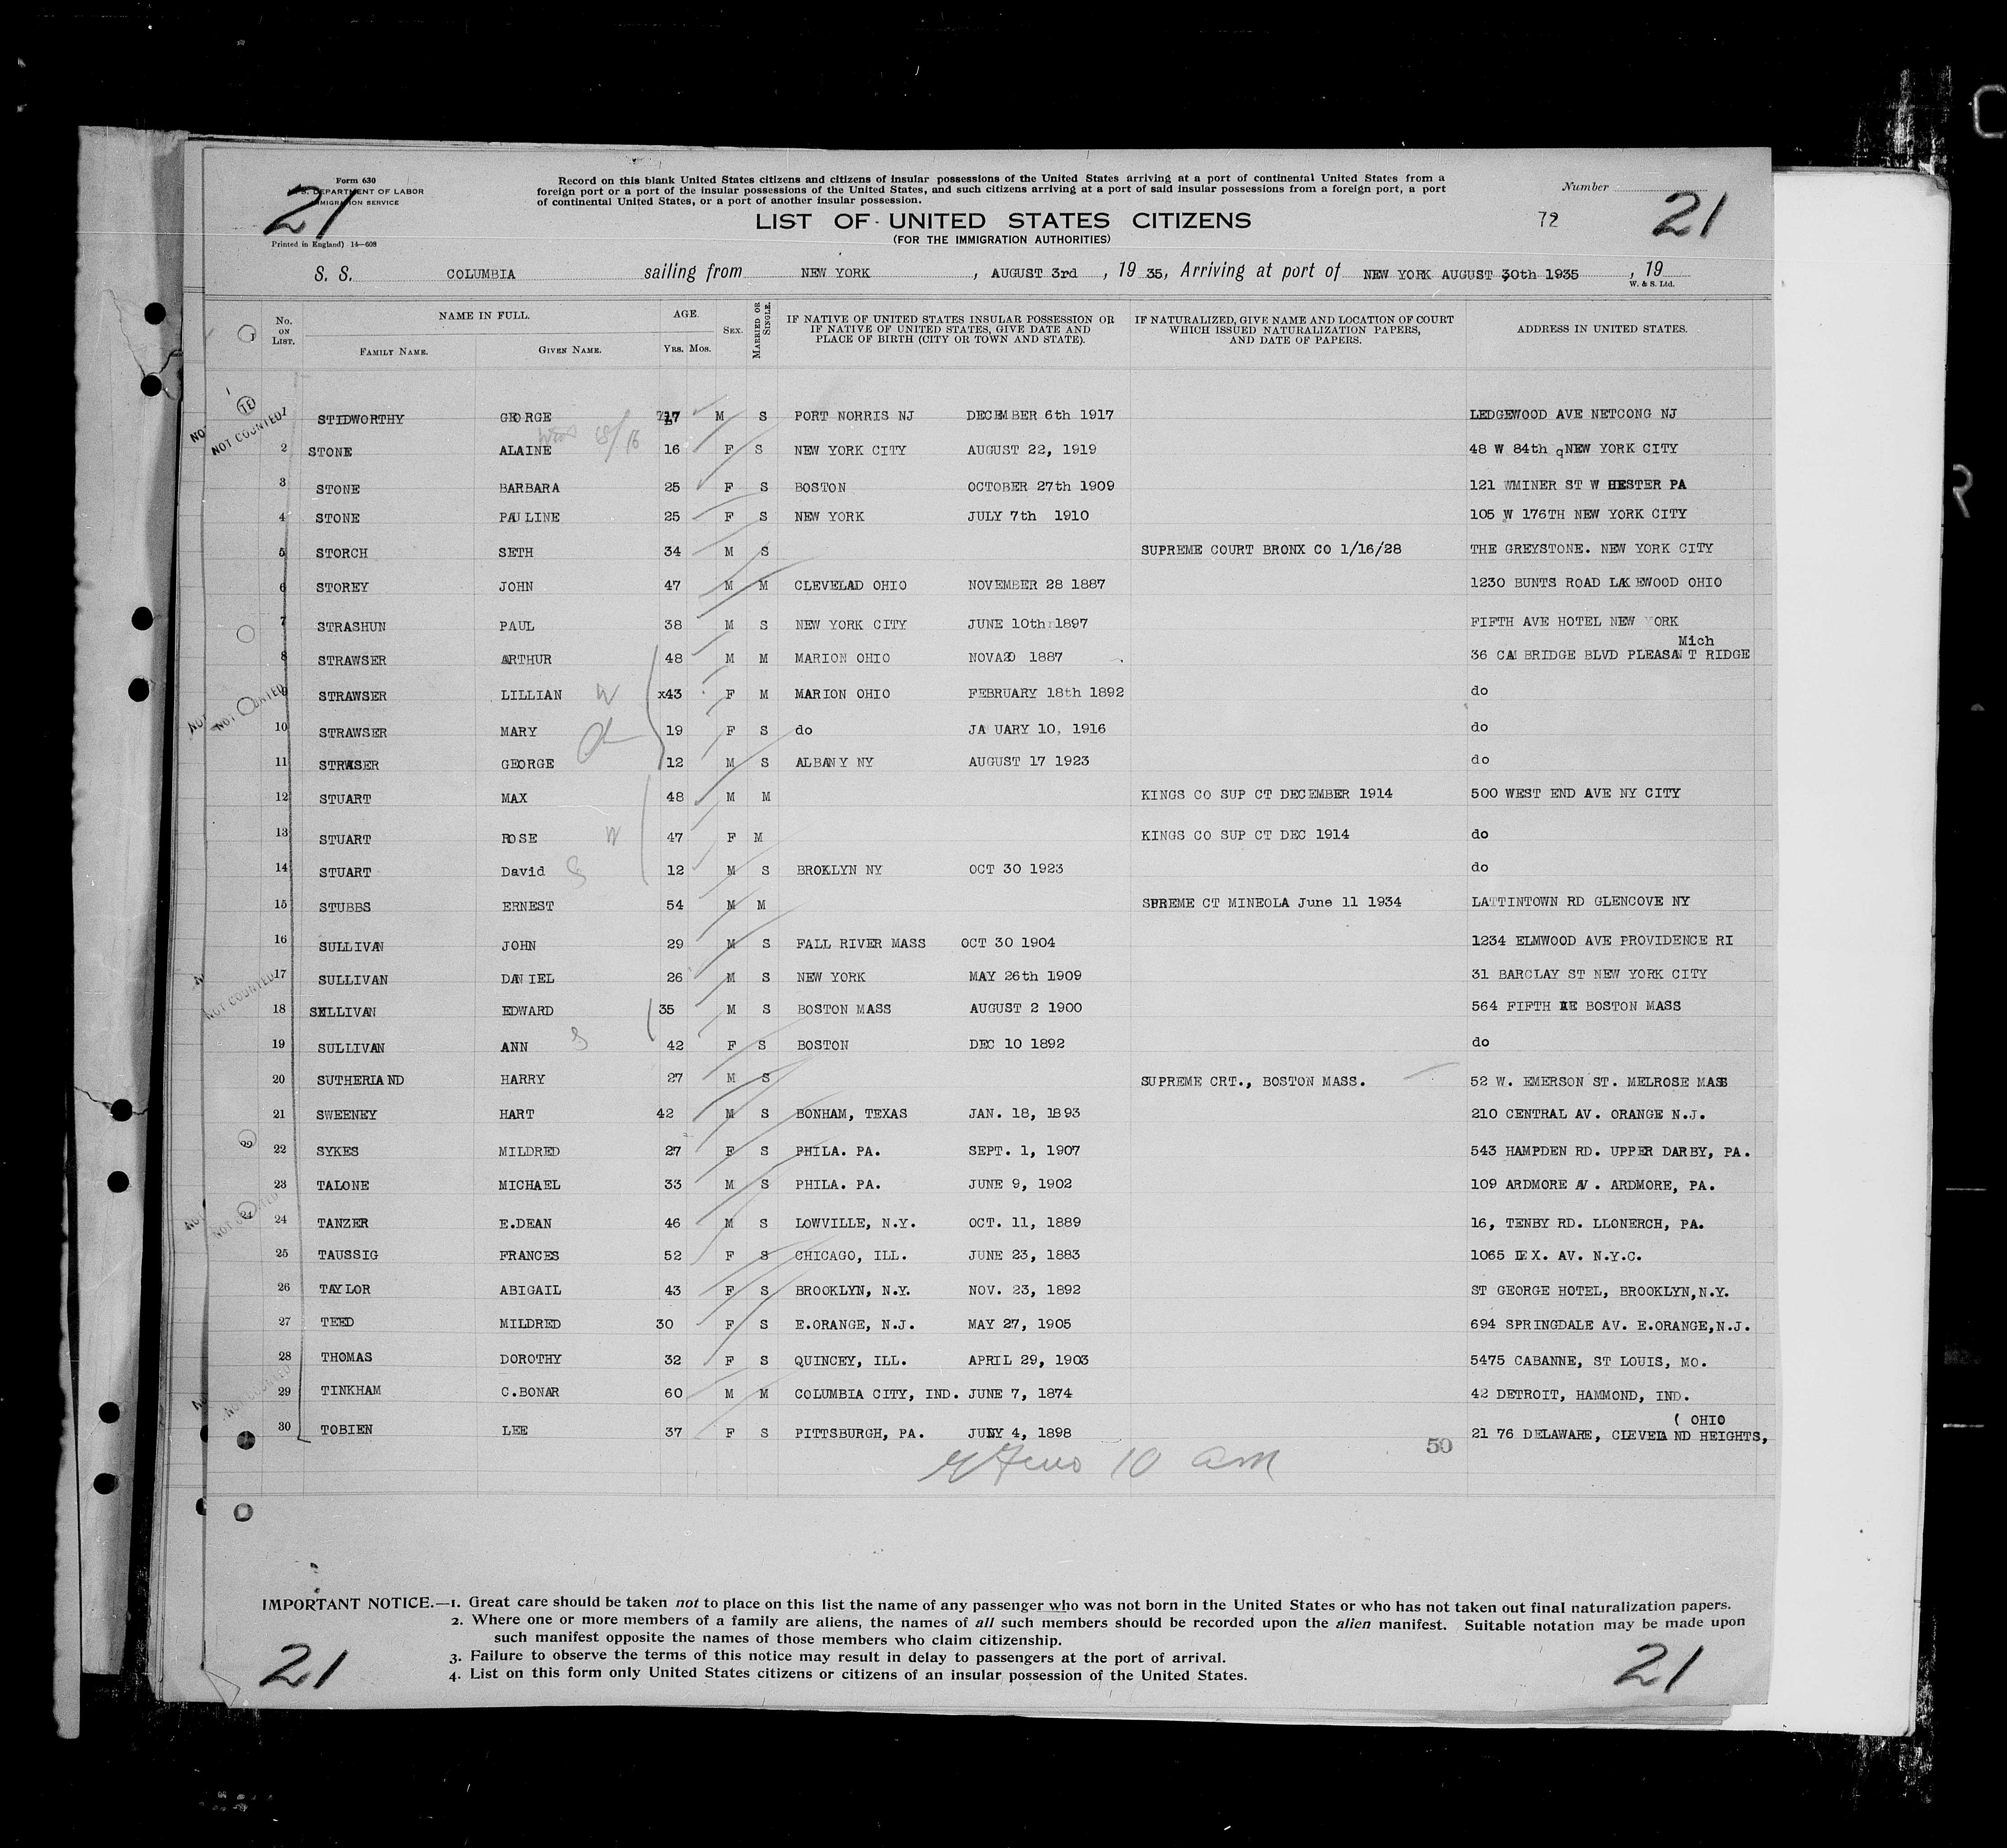 Form 630
U.S. DEPARTMENT OF LABOR
IMMIGRATION SERVICE
21
Printed in England) 14—608
Record on this blank United States citizens and citizens of insular possessions of the United States arriving at a port of continental United States from a
foreign port or a port of the insular possessions of the United States, and such citizens arriving at a port of said insular possessions from a foreign port, a port
of continental United States, or a port of another insular possession.
LIST OF UNITED STATES CITIZENS
(FOR THE IMMIGRATION AUTHORITIES)
Number
72
21
S. S. COLUMBIA sailing from NEW YORK, AUGUST 3rd, 19 35, Arriving at port of NEW YORK AUGUST 30th 1935, 19
W. & S. Ltd.
No. ON LIST. NAME IN FULL. FAMILY NAME. GIVEN NAME. AGE. YRS. MOS. SEX. MARRIED OR SINGLE. IF NATIVE OF UNITED STATES INSULAR POSSESSION OR IF NATIVE OF UNITED STATES, GIVE DATE AND PLACE OF BIRTH (CITY OR TOWN AND STATE). IF NATURALIZED, GIVE NAME AND LOCATION OF COURT WHICH ISSUED NATURALIZATION PAPERS, AND DATE OF PAPERS. ADDRESS IN UNITED STATES.
NOT COUNTED
1 STIDWORTHY GEORGE 17 M S PORT NORRIS NJ DECEMBER 6th 1917 LEDGEWOOD AVE NETCONG NJ
2 STONE ALAINE 16 F S NEW YORK CITY AUGUST 22, 1919 48 W 84th q NEW YORK CITY
3 STONE BARBARA 25 F S BOSTON OCTOBER 27th 1909 121 WMINER ST W HESTER PA
4 STONE PAULINE 25 F S NEW YORK JULY 7th 1910 105 W 176TH NEW YORK CITY
5 STORCH SETH 34 M S SUPREME COURT BRONX CO 1/16/28 THE GREYSTONE. NEW YORK CITY
6 STOREY JOHN 47 M M CLEVELAD OHIO NOVEMBER 28 1887 1230 BUNTS ROAD LAKEWOOD OHIO
7 STRASHUN PAUL 38 M S NEW YORK CITY JUNE 10th 1897 FIFTH AVE HOTEL NEW YORK
Mich
8 STRAWSER ARTHUR 48 M M MARION OHIO NOVA20 1887 36 CAMBRIDGE BLVD PLEASANT RIDGE
NOT COUNTED
9 STRAWSER LILLIAN W x43 F M MARION OHIO FEBRUARY 18th 1892 do
10 STRAWSER MARY 19 F S do JANUARY 10, 1916 do
11 STRWSER GEORGE 12 M S ALBANY NY AUGUST 17 1923 do
12 STUART MAX 48 M M KINGS CO SUP CT DECEMBER 1914 500 WEST END AVE NY CITY
13 STUART ROSE W 47 F M KINGS CO SUP CT DEC 1914 do
14 STUART David S 12 M S BROKLYN NY OCT 30 1923 do
15 STUBBS ERNEST 54 M M SPREME CT MINEOLA June 11 1934 LATTINTOWN RD GLENCOVE NY
16 SULLIVAN JOHN 29 M S FALL RIVER MASS OCT 30 1904 1234 ELMWOOD AVE PROVIDENCE RI
NOT COUNTED
17 SULLIVAN DANIEL 26 M S NEW YORK MAY 26th 1909 31 BARCLAY ST NEW YORK CITY
18 SULLIVAN EDWARD 35 M S BOSTON MASS AUGUST 2 1900 564 FIFTH AE BOSTON MASS
19 SULLIVAN ANN S 42 F S BOSTON DEC 10 1892 do
20 SUTHERLAND HARRY 27 M S SUPREME CRT., BOSTON MASS. 52 W. EMERSON ST. MELROSE MASS
21 SWEENEY HART 42 M S BONHAM, TEXAS JAN. 18, 1893 210 CENTRAL AV. ORANGE N.J.
22 SYKES MILDRED 27 F S PHILA. PA. SEPT. 1, 1907 543 HAMPDEN RD. UPPER DARBY, PA.
23 TALONE MICHAEL 33 M S PHILA. PA. JUNE 9, 1902 109 ARDMORE AV. ARDMORE, PA.
NOT COUNTED
24 TANZER E.DEAN 46 M S LOWVILLE, N.Y. OCT. 11, 1889 16, TENBY RD. LLONERCH, PA.
25 TAUSSIG FRANCES 52 F S CHICAGO, ILL. JUNE 23, 1883 1065 LEX. AV. N.Y.C.
26 TAYLOR ABIGAIL 43 F S BROOKLYN, N.Y. NOV. 23, 1892 ST GEORGE HOTEL, BROOKLYN,N.Y.
27 TEED MILDRED 30 F S E.ORANGE, N.J. MAY 27, 1905 694 SPRINGDALE AV. E.ORANGE,N.J.
28 THOMAS DOROTHY 32 F S QUINCEY, ILL. APRIL 29, 1903 5475 CABANNE, ST LOUIS, MO.
29 TINKHAM C.BONAR 60 M M COLUMBIA CITY, IND. JUNE 7, 1874 42 DETROIT, HAMMOND, IND.
( OHIO
30 TOBIEN LEE 37 F S PITTSBURGH, PA. JULY 4, 1898 21 76 DELAWARE, CLEVELAND HEIGHTS,
50
10 am
IMPORTANT NOTICE.—1. Great care should be taken not to place on this list the name of any passenger who was not born in the United States or who has not taken out final naturalization papers.
2. Where one or more members of a family are aliens, the names of all such members should be recorded upon the alien manifest. Suitable notation may be made upon
such manifest opposite the names of those members who claim citizenship.
3. Failure to observe the terms of this notice may result in delay to passengers at the port of arrival.
4. List on this form only United States citizens or citizens of an insular possession of the United States.
21
21